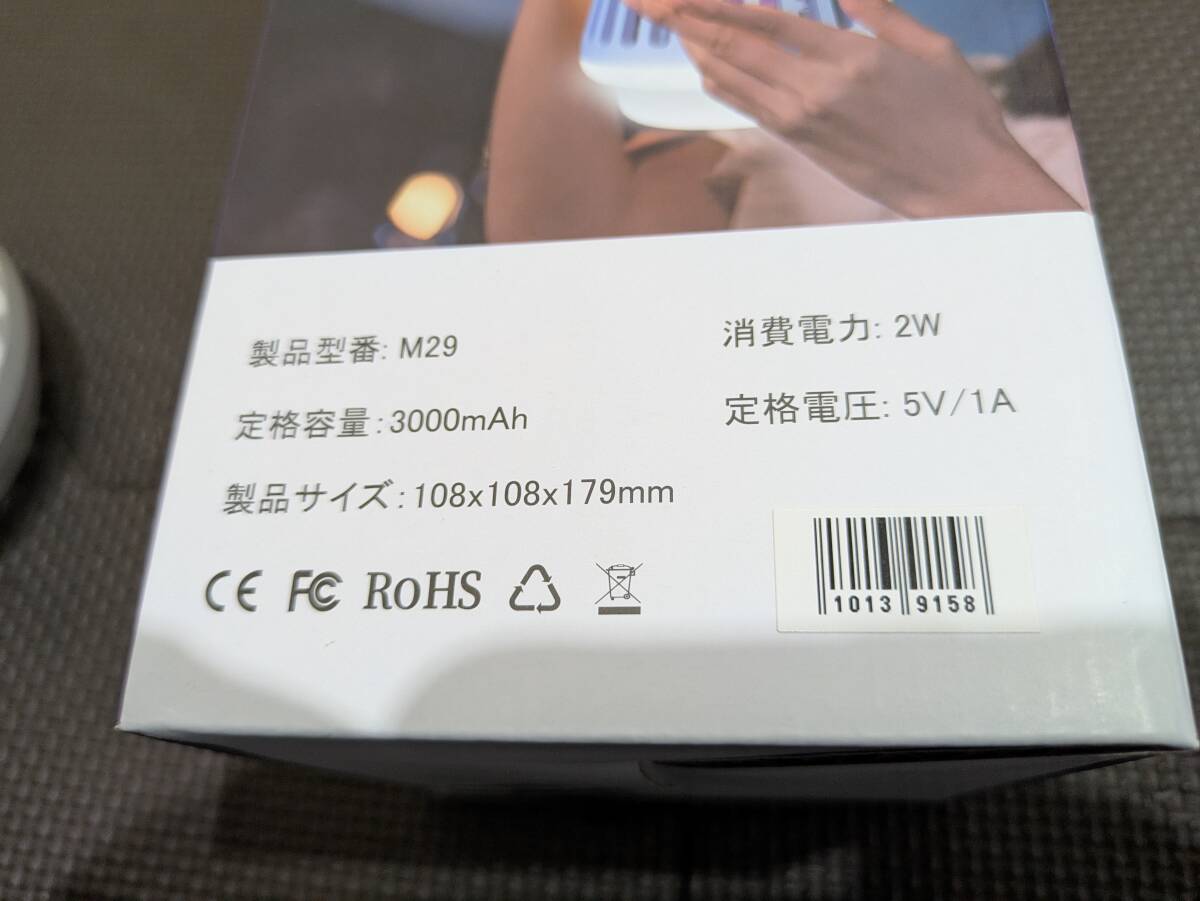 製品型番: M29
消費電力: 2W
定格容量: 3000mAh
定格電圧: 5V/1A
製品サイズ: 108x108x179mm
CE FC RoHS
1013 9158